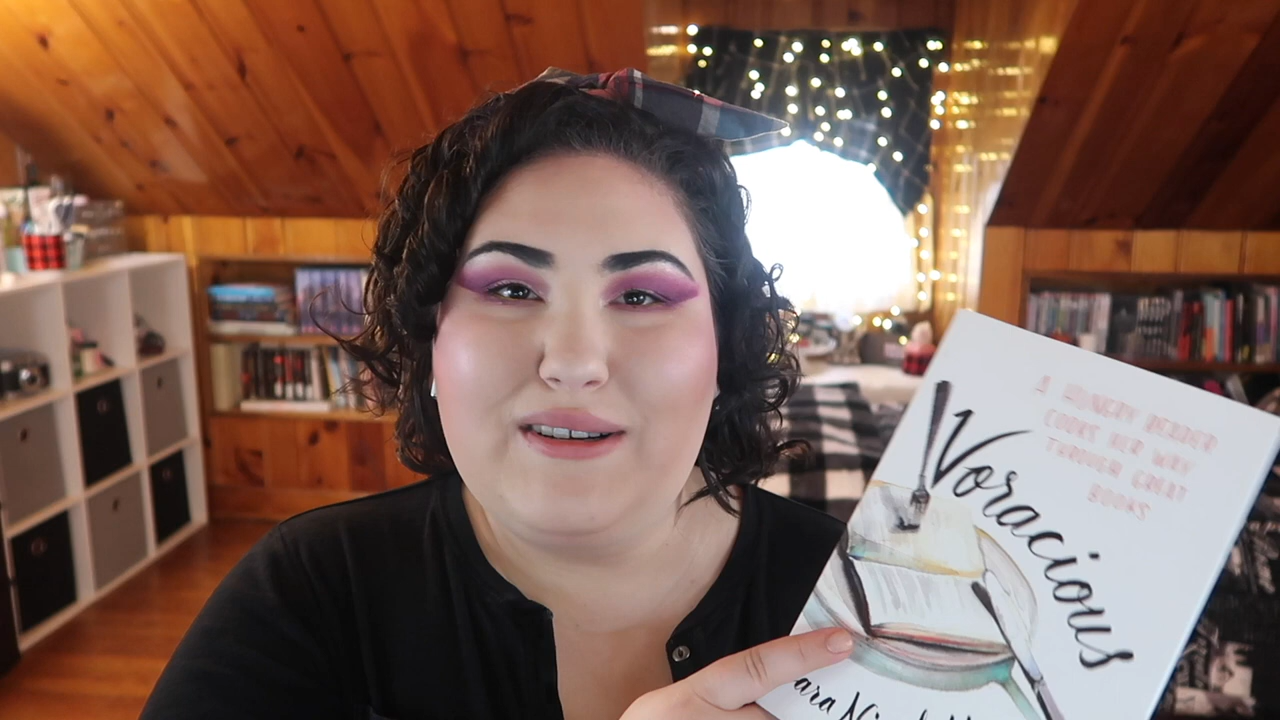 A HUNGRY READER
COOKS HER WAY
THROUGH GREAT
BOOKS
Voracious